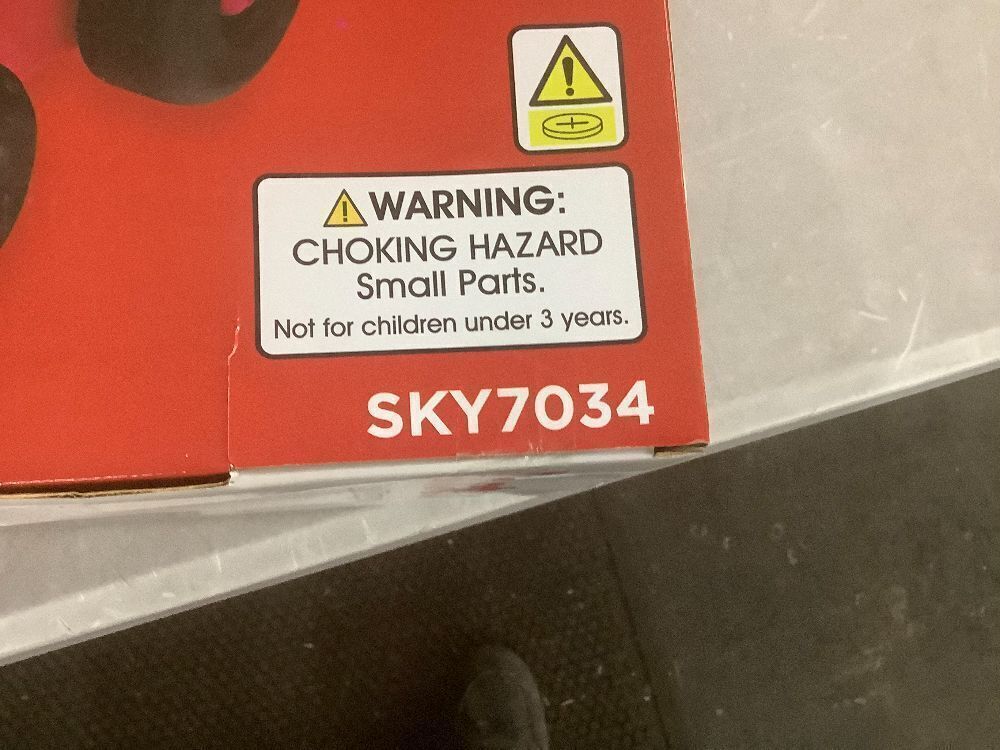 WARNING:
CHOKING HAZARD
Small Parts.
Not for children under 3 years.
SKY7034